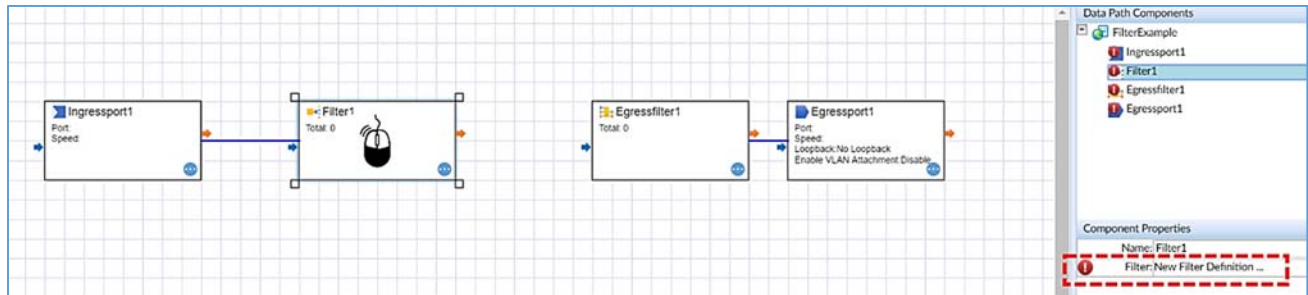 Ingressport1
Port:
Speed:
Filter1
Total: 0
Egressfilter1
Total: 0
Egressport1
Port:
Speed:
Loopback:No Loopback
Enable VLAN Attachment:Disable
Data Path Components
FilterExample
Ingressport1
Filter1
Egressfilter1
Egressport1
Component Properties
Name: Filter1
Filter: New Filter Definition ...